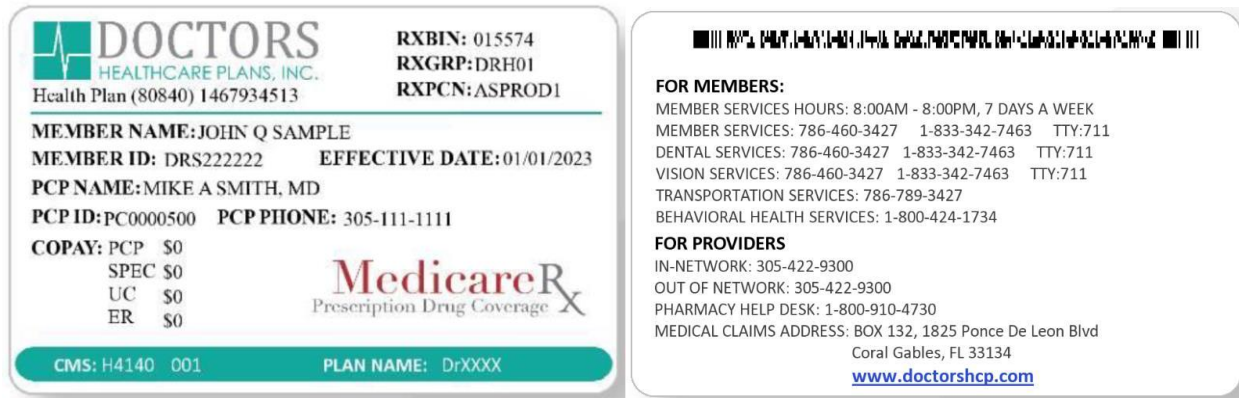 DOCTORS
HEALTHCARE PLANS, INC.
Health Plan (80840) 1467934513
RXBIN: 015574
RXGRP: DRH01
RXPCN: ASPROD1
MEMBER NAME: JOHN Q SAMPLE
MEMBER ID: DRS222222 EFFECTIVE DATE: 01/01/2023
PCP NAME: MIKE A SMITH, MD
PCP ID: PC0000500 PCP PHONE: 305-111-1111
COPAY: PCP $0
SPEC $0
UC $0
ER $0
MedicareRx
Prescription Drug Coverage
CMS: H4140 001 PLAN NAME: DrXXXX
FOR MEMBERS:
MEMBER SERVICES HOURS: 8:00AM - 8:00PM, 7 DAYS A WEEK
MEMBER SERVICES: 786-460-3427 1-833-342-7463 TTY:711
DENTAL SERVICES: 786-460-3427 1-833-342-7463 TTY:711
VISION SERVICES: 786-460-3427 1-833-342-7463 TTY:711
TRANSPORTATION SERVICES: 786-789-3427
BEHAVIORAL HEALTH SERVICES: 1-800-424-1734
FOR PROVIDERS
IN-NETWORK: 305-422-9300
OUT OF NETWORK: 305-422-9300
PHARMACY HELP DESK: 1-800-910-4730
MEDICAL CLAIMS ADDRESS: BOX 132, 1825 Ponce De Leon Blvd
Coral Gables, FL 33134
www.doctorshcp.com